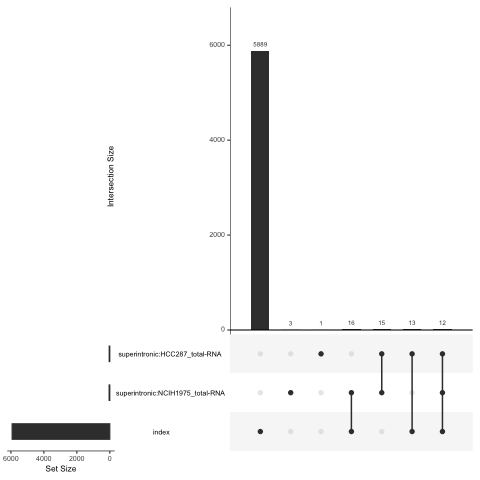 6000
4000
2000
0
Intersection Size
5889
3
1
16
15
13
12
superintronic:HCC287_total-RNA
superintronic:NCIH1975_total-RNA
index
6000 4000 2000 0
Set Size